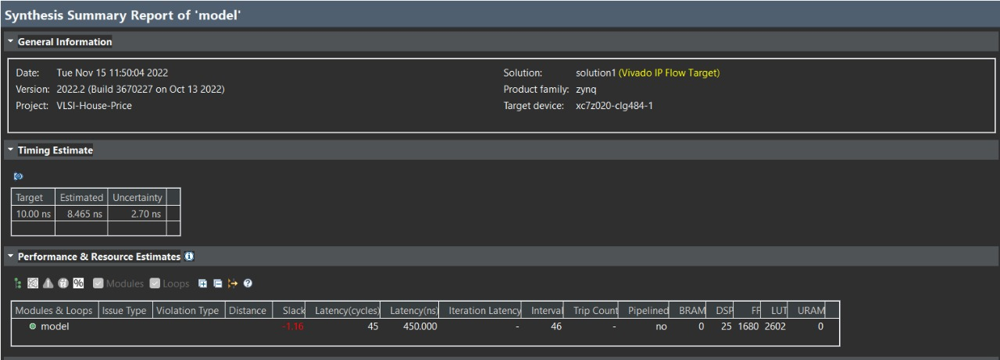 Synthesis Summary Report of 'model'
General Information
Date: Tue Nov 15 11:50:04 2022 Solution: solution1 (Vivado IP Flow Target)
Version: 2022.2 (Build 3670227 on Oct 13 2022) Product family: zynq
Project: VLSI-House-Price Target device: xc7z020-clg484-1
Timing Estimate
Target Estimated Uncertainty
10.00 ns 8.465 ns 2.70 ns
Performance & Resource Estimates
% Modules Loops
Modules & Loops Issue Type Violation Type Distance Slack Latency(cycles) Latency(ns) Iteration Latency Interval Trip Count Pipelined BRAM DSP FF LUT URAM
model -1.16 45 450.000 - 46 - no 0 25 1680 2602 0